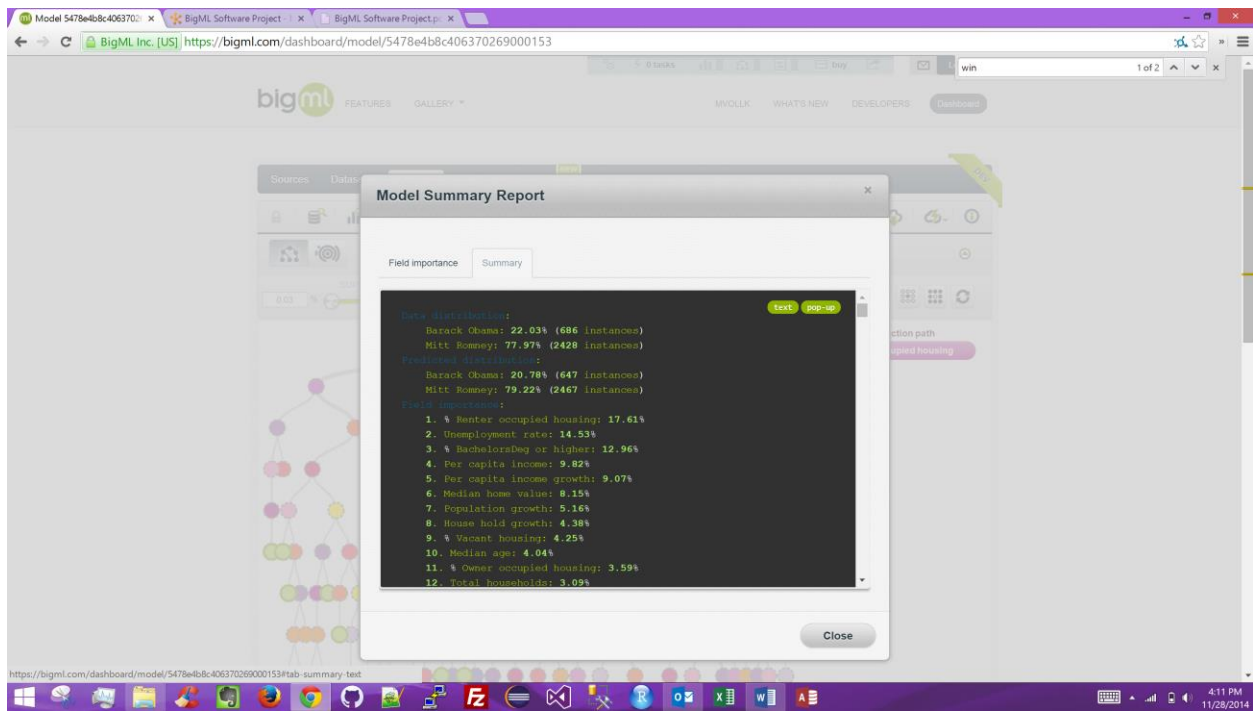 Model 5478e4b8c4063702
BigML Software Project -
BigML Software Project.p
BigML Inc. [US] https://bigml.com/dashboard/model/5478e4b8c406370269000153
0 tasks
buy
win
1 of 2
bigml
FEATURES
GALLERY
WHAT'S NEW
DEVELOPERS
Dashboard
Sources
DEV
Model Summary Report
Field importance
Summary
text
pop-up
Data distribution:
Barack Obama: 22.03% (686 instances)
Mitt Romney: 77.97% (2428 instances)
Predicted distribution:
Barack Obama: 20.78% (647 instances)
Mitt Romney: 79.22% (2467 instances)
Field importance:
1. % Renter occupied housing: 17.61%
2. Unemployment rate: 14.53%
3. % BachelorsDeg or higher: 12.96%
4. Per capita income: 9.82%
5. Per capita income growth: 9.07%
6. Median home value: 8.15%
7. Population growth: 5.16%
8. House hold growth: 4.38%
9. % Vacant housing: 4.25%
10. Median age: 4.04%
11. % Owner occupied housing: 3.59%
12. Total households: 3.09%
ction path
upied housing
Close
https://bigml.com/dashboard/model/5478e4b8c406370269000153#tab-summary-text
4:11 PM
11/28/2014